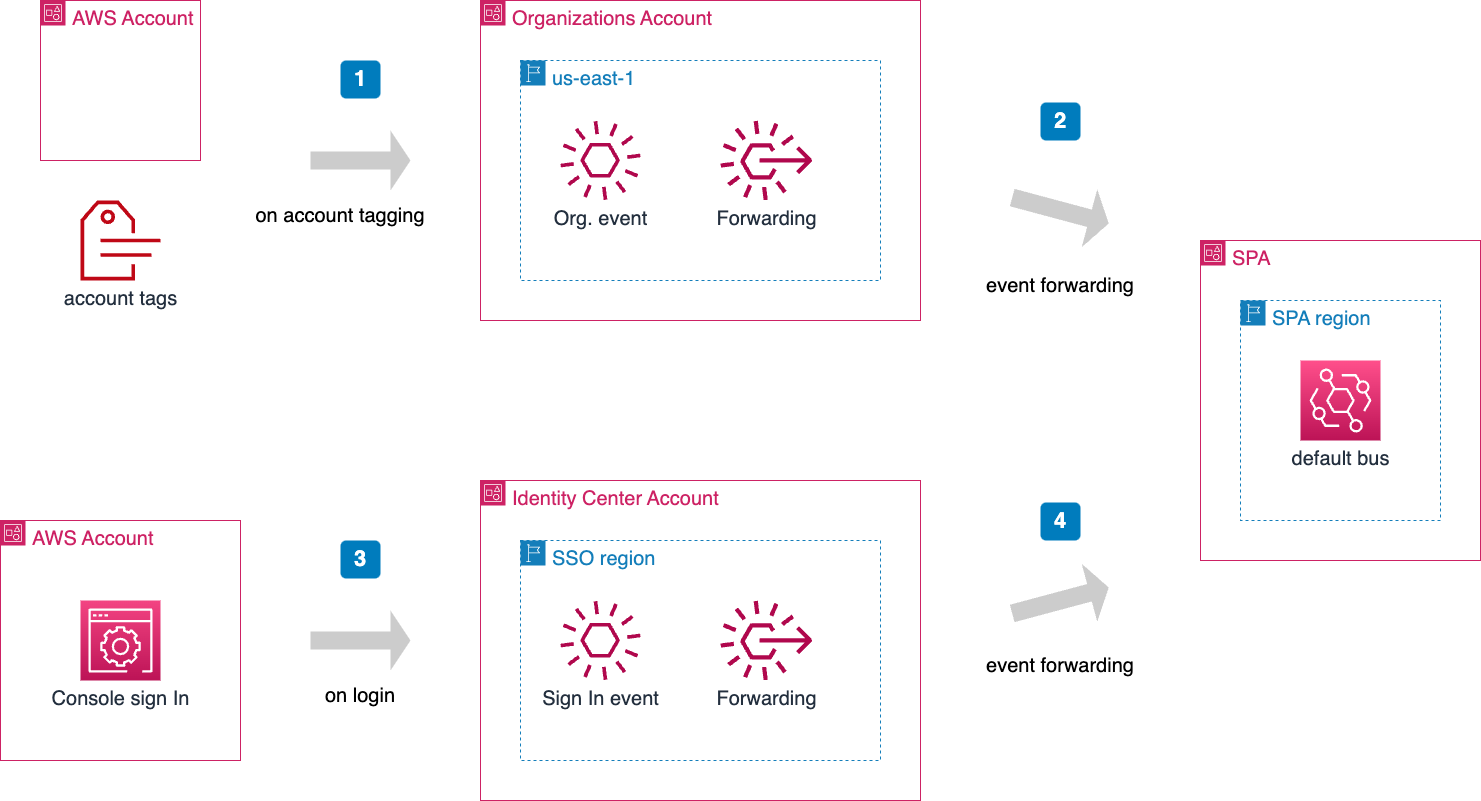 AWS Account
account tags
1
on account tagging
Organizations Account
us-east-1
Org. event
Forwarding
2
event forwarding
SPA
SPA region
default bus
AWS Account
Console sign In
3
on login
Identity Center Account
SSO region
Sign In event
Forwarding
4
event forwarding